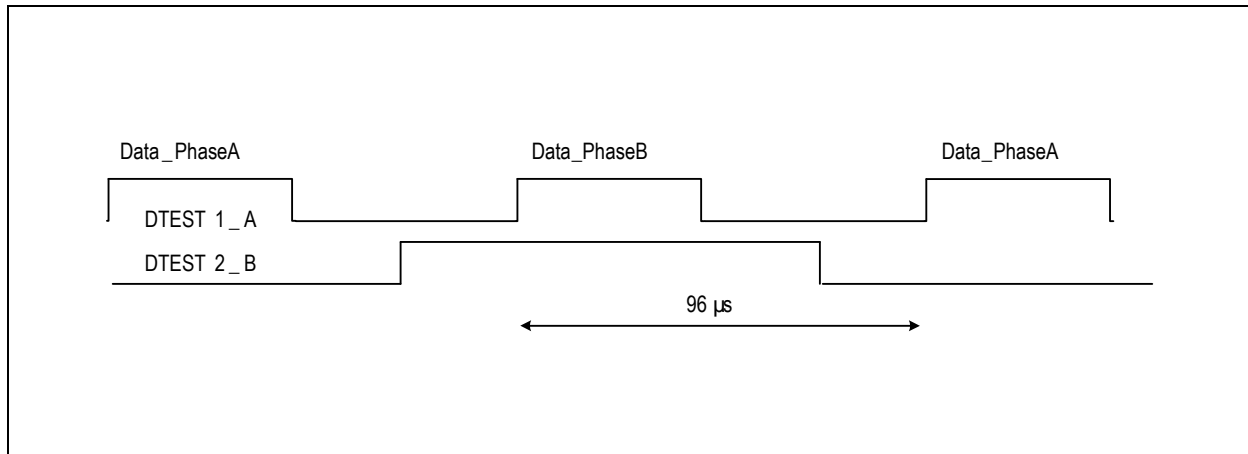 Data_PhaseA Data_PhaseB Data_PhaseA
DTEST 1_A
DTEST 2_B
96 µs